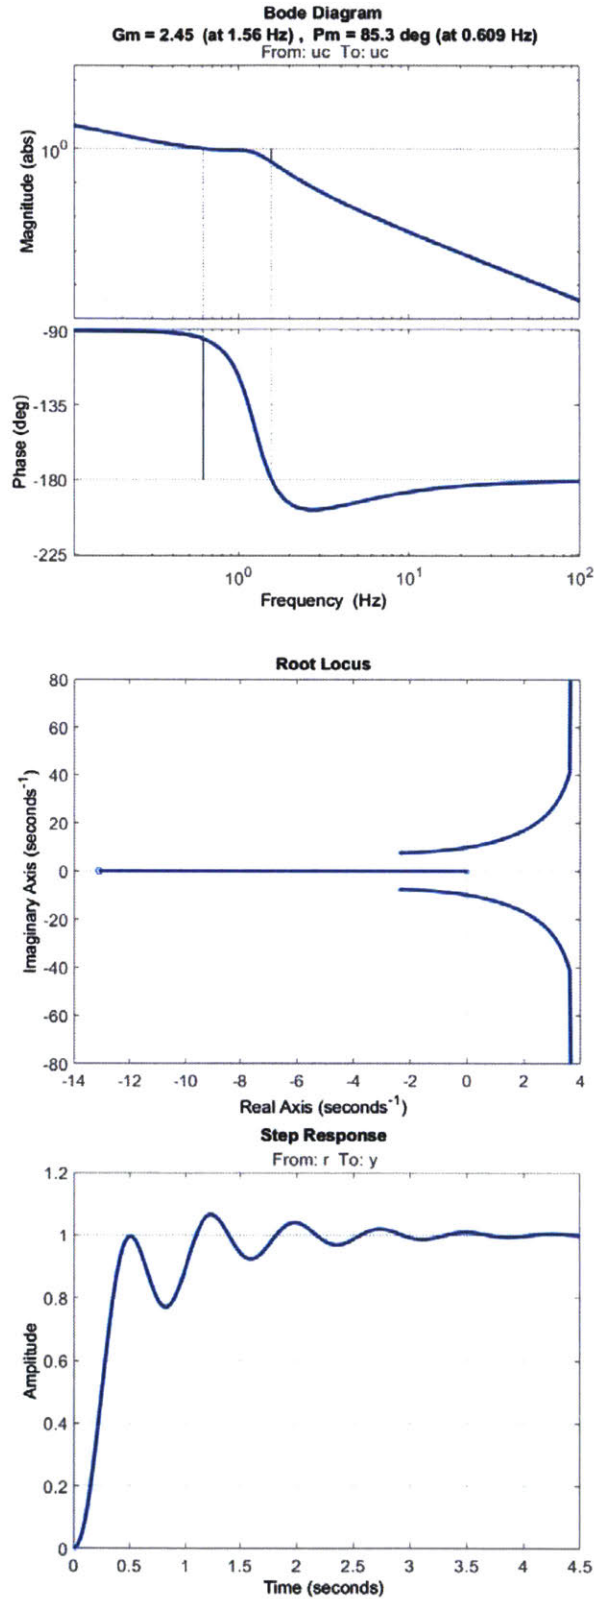 Bode Diagram
Gm = 2.45 (at 1.56 Hz) , Pm = 85.3 deg (at 0.609 Hz)
From: uc To: uc
10^0
Magnitude (abs)
-90
-135
-180
-225
Phase (deg)
10^0 10^1 10^2
Frequency (Hz)
Root Locus
80
60
40
20
0
-20
-40
-60
-80
Imaginary Axis (seconds^-1)
-14 -12 -10 -8 -6 -4 -2 0 2 4
Real Axis (seconds^-1)
Step Response
From: r To: y
1.2
1
0.8
0.6
0.4
0.2
0
Amplitude
0 0.5 1 1.5 2 2.5 3 3.5 4 4.5
Time (seconds)